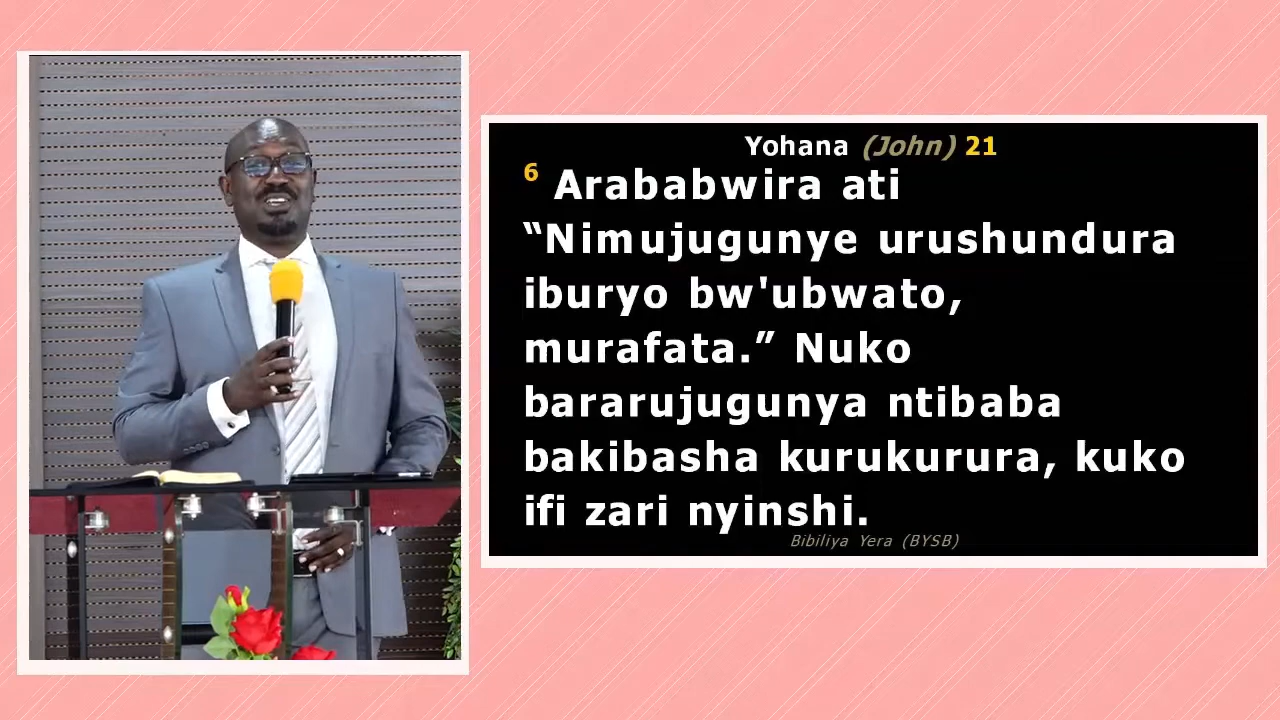 Yohana (John) 21
6 Arababwira ati
“Nimujugunye urushundura
iburyo bw'ubwato,
murafata.” Nuko
bararujugunya ntibaba
bakibasha kurukurura, kuko
ifi zari nyinshi.
Bibiliya Yera (BYSB)